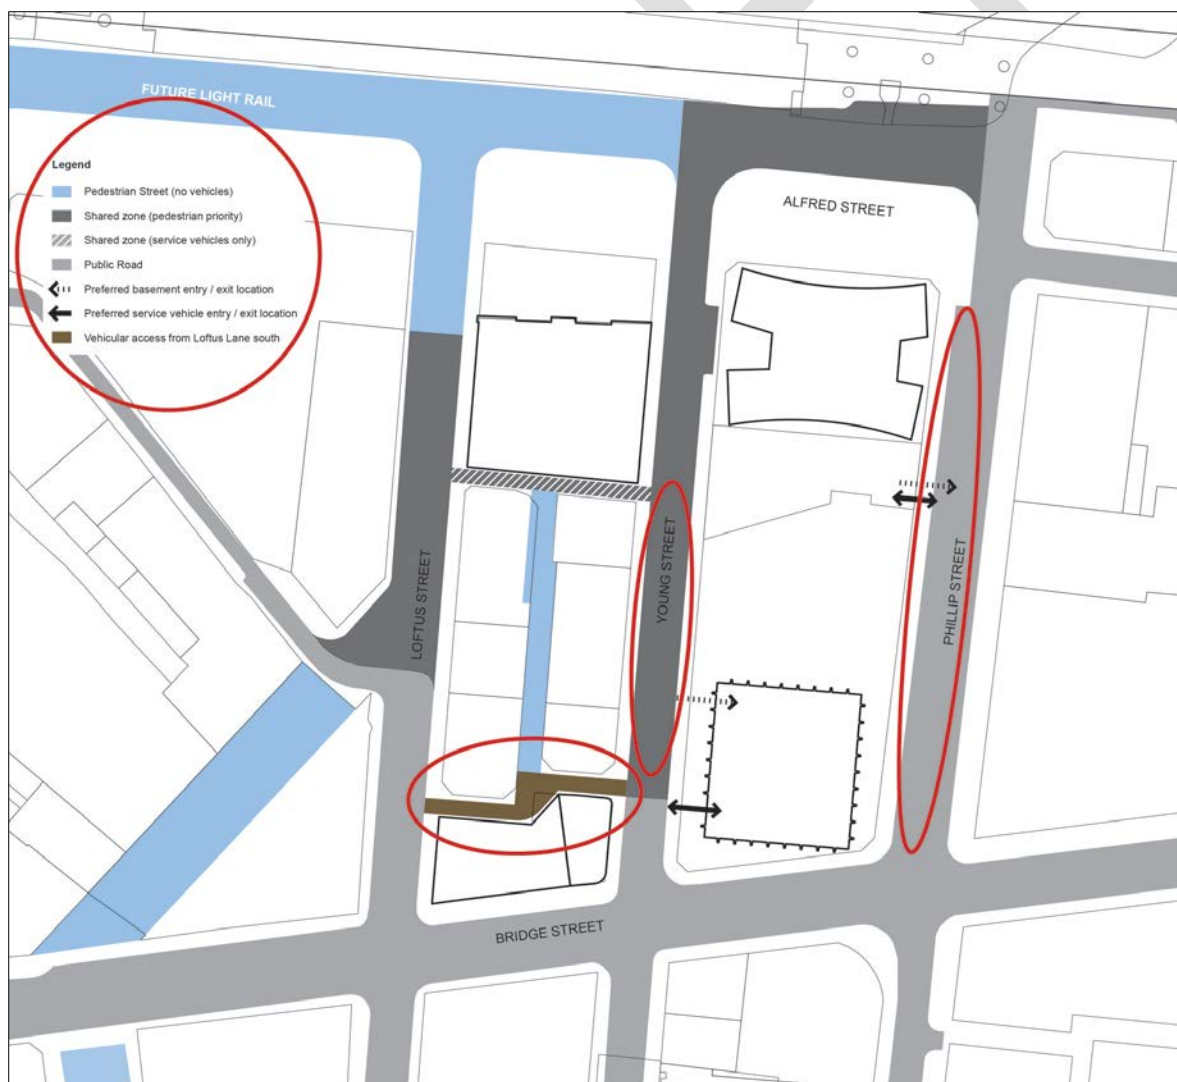 FUTURE LIGHT RAIL
Legend
Pedestrian Street (no vehicles)
Shared zone (pedestrian priority)
Shared zone (service vehicles only)
Public Road
Preferred basement entry / exit location
Preferred service vehicle entry / exit location
Vehicular access from Loftus Lane south
ALFRED STREET
LOFTUS STREET
YOUNG STREET
PHILLIP STREET
BRIDGE STREET